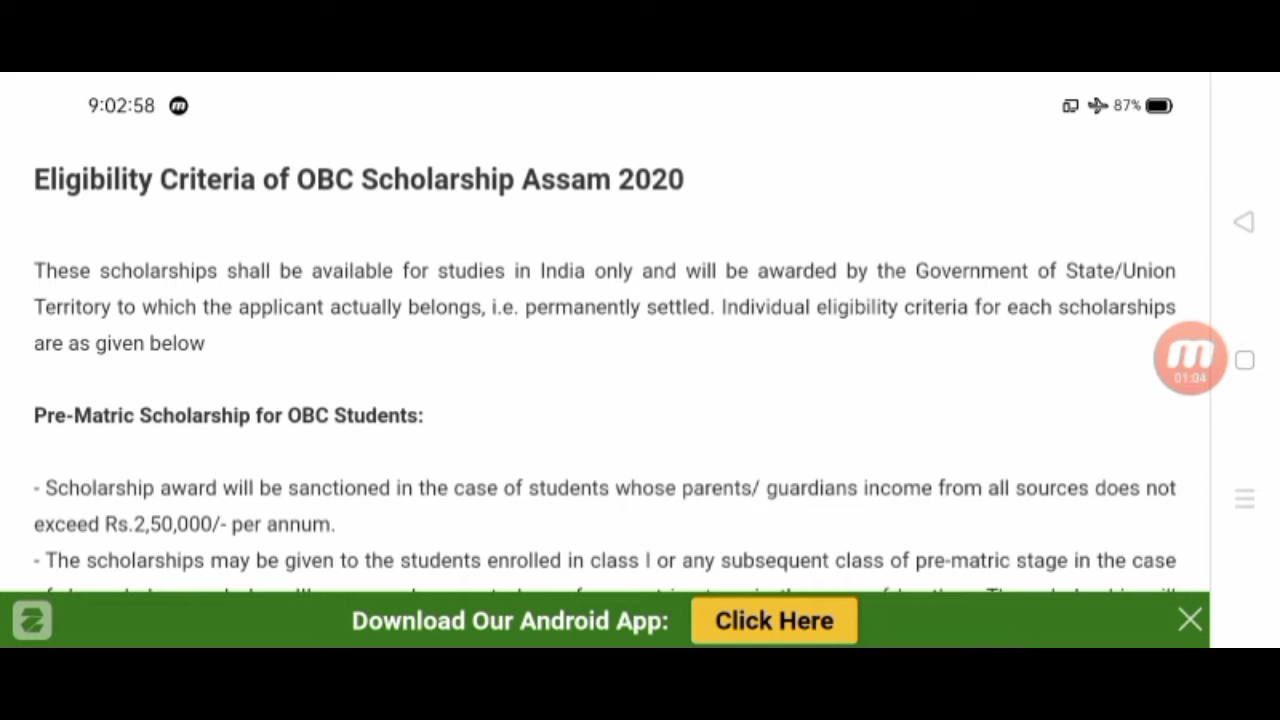 9:02:58
87%
Eligibility Criteria of OBC Scholarship Assam 2020
These scholarships shall be available for studies in India only and will be awarded by the Government of State/Union
Territory to which the applicant actually belongs, i.e. permanently settled. Individual eligibility criteria for each scholarships
are as given below
01:04
Pre-Matric Scholarship for OBC Students:
- Scholarship award will be sanctioned in the case of students whose parents/ guardians income from all sources does not
exceed Rs.2,50,000/- per annum.
- The scholarships may be given to the students enrolled in class I or any subsequent class of pre-matric stage in the case
Download Our Android App: Click Here